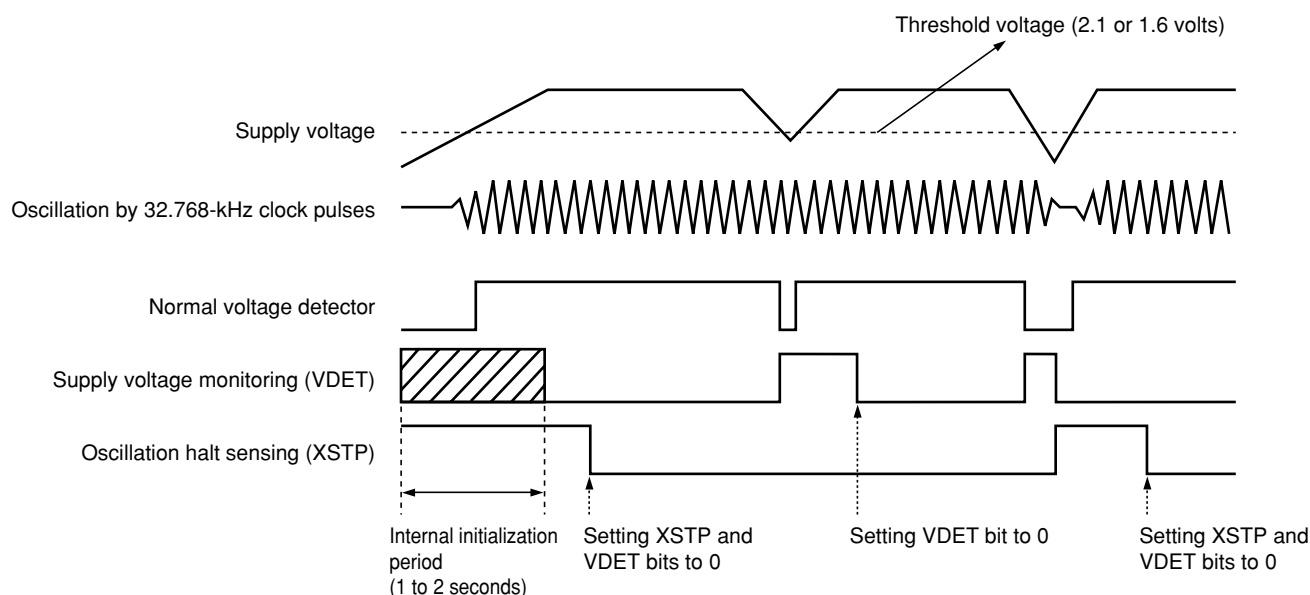 Threshold voltage (2.1 or 1.6 volts)
Supply voltage
Oscillation by 32.768-kHz clock pulses
Normal voltage detector
Supply voltage monitoring (VDET)
Oscillation halt sensing (XSTP)
Internal initialization
period
(1 to 2 seconds)
Setting XSTP and
VDET bits to 0
Setting VDET bit to 0
Setting XSTP and
VDET bits to 0